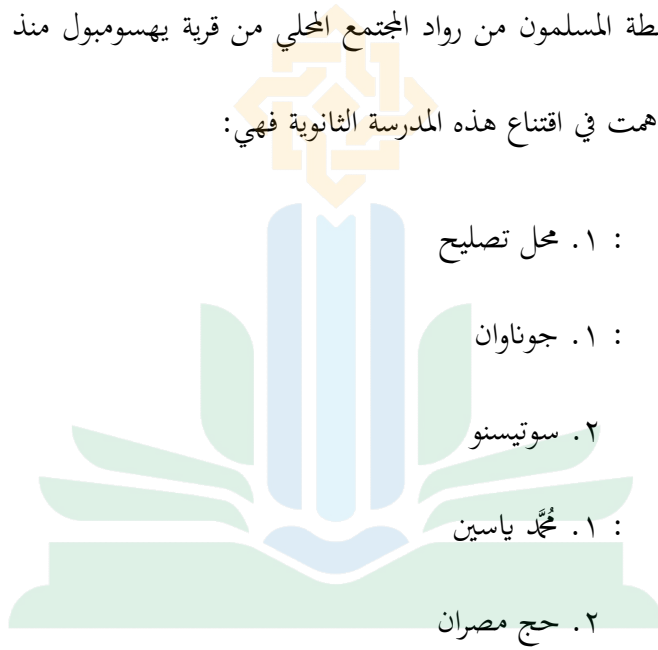 طة المسلمون من رواد المجتمع المحلي من قرية يهسومبول منذ
همت في اقتناع هذه المدرسة الثانوية فهي:
: ١. محل تصليح
: ١. جوناوان
٢. سوتيسنو
: ١. مُحَّد ياسين
٢. حج مصران